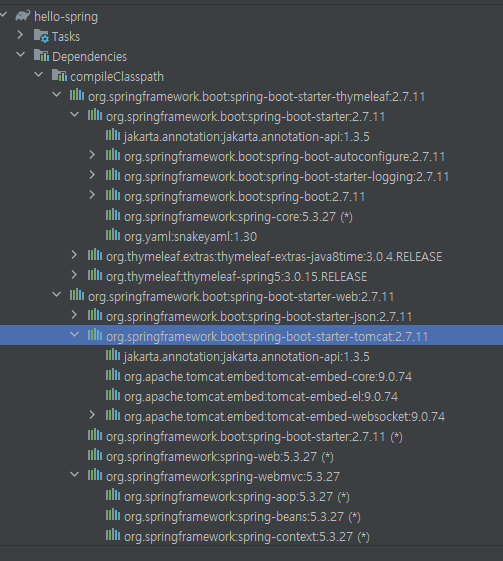 hello-spring
Tasks
Dependencies
compileClasspath
org.springframework.boot:spring-boot-starter-thymeleaf:2.7.11
org.springframework.boot:spring-boot-starter:2.7.11
jakarta.annotation:jakarta.annotation-api:1.3.5
org.springframework.boot:spring-boot-autoconfigure:2.7.11
org.springframework.boot:spring-boot-starter-logging:2.7.11
org.springframework.boot:spring-boot:2.7.11
org.springframework:spring-core:5.3.27 (*)
org.yaml:snakeyaml:1.30
org.thymeleaf.extras:thymeleaf-extras-java8time:3.0.4.RELEASE
org.thymeleaf:thymeleaf-spring5:3.0.15.RELEASE
org.springframework.boot:spring-boot-starter-web:2.7.11
org.springframework.boot:spring-boot-starter-json:2.7.11
org.springframework.boot:spring-boot-starter-tomcat:2.7.11
jakarta.annotation:jakarta.annotation-api:1.3.5
org.apache.tomcat.embed:tomcat-embed-core:9.0.74
org.apache.tomcat.embed:tomcat-embed-el:9.0.74
org.apache.tomcat.embed:tomcat-embed-websocket:9.0.74
org.springframework.boot:spring-boot-starter:2.7.11 (*)
org.springframework:spring-web:5.3.27 (*)
org.springframework:spring-webmvc:5.3.27
org.springframework:spring-aop:5.3.27 (*)
org.springframework:spring-beans:5.3.27 (*)
org.springframework:spring-context:5.3.27 (*)